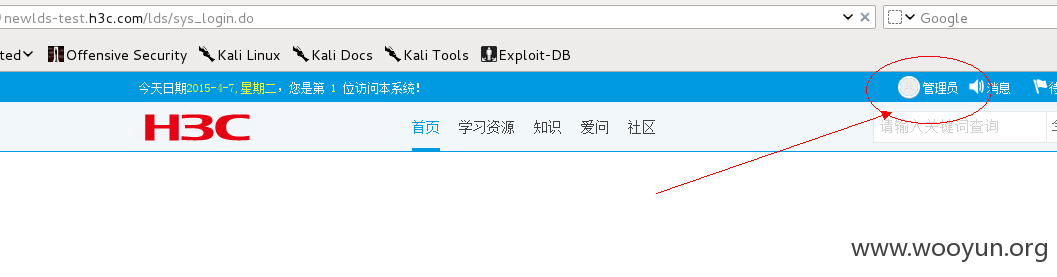 newlds-test.h3c.com/lds/sys_login.do
Google
ted
Offensive Security
Kali Linux
Kali Docs
Kali Tools
Exploit-DB
今天日期2015-4-7,星期二，您是第 1 位访问本系统！
管理员
消息
H3C
首页
学习资源
知识
爱问
社区
请输入关键词查询
www.wooyun.org